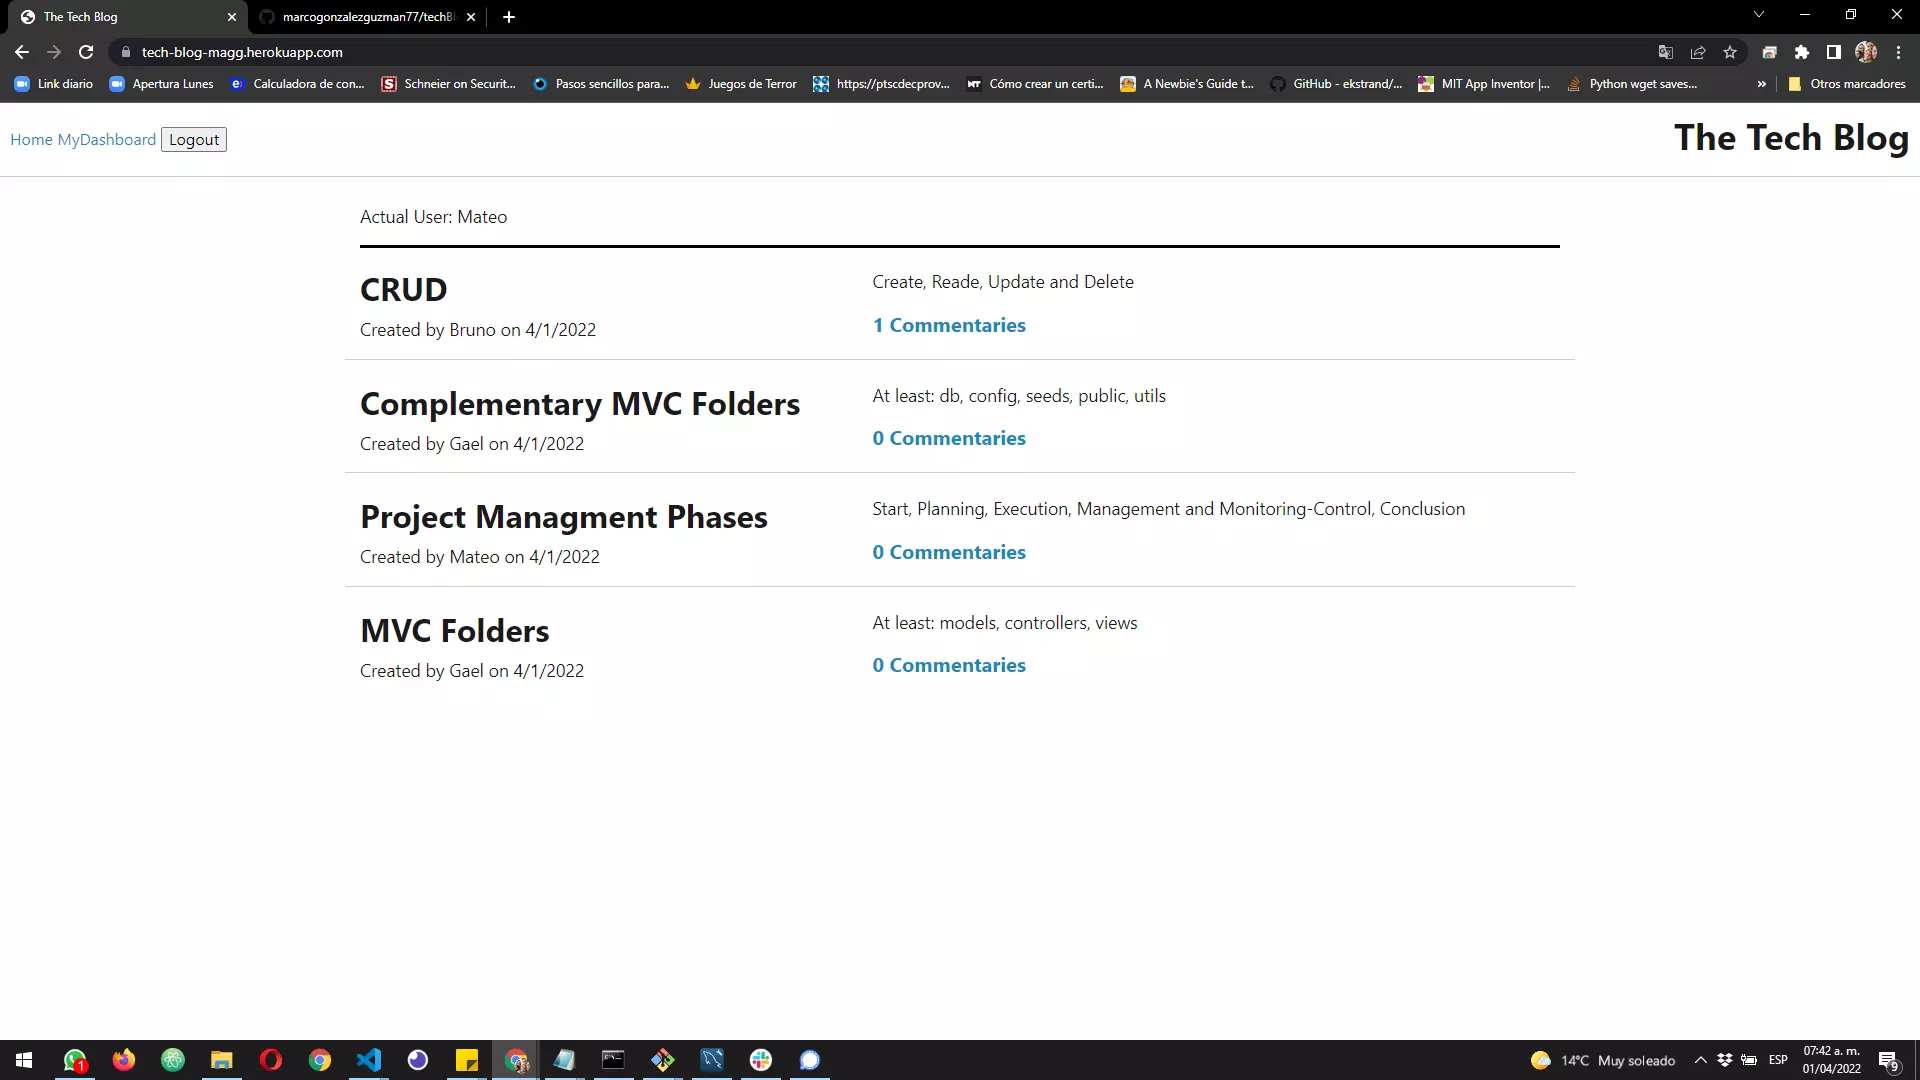 The Tech Blog
marcogonzalezguzman77/techBl
tech-blog-magg.herokuapp.com
Link diario Apertura Lunes Calculadora de con... Schneier on Securit... Pasos sencillos para... Juegos de Terror https://ptscdecprov... Cómo crear un certi... A Newbie's Guide t... GitHub - ekstrand/... MIT App Inventor |... Python wget saves... » Otros marcadores
Home MyDashboard Logout The Tech Blog
Actual User: Mateo
CRUD
Created by Bruno on 4/1/2022
Create, Reade, Update and Delete
1 Commentaries
Complementary MVC Folders
Created by Gael on 4/1/2022
At least: db, config, seeds, public, utils
0 Commentaries
Project Managment Phases
Created by Mateo on 4/1/2022
Start, Planning, Execution, Management and Monitoring-Control, Conclusion
0 Commentaries
MVC Folders
Created by Gael on 4/1/2022
At least: models, controllers, views
0 Commentaries
14°C Muy soleado ESP
07:42 a. m.
01/04/2022
9
1